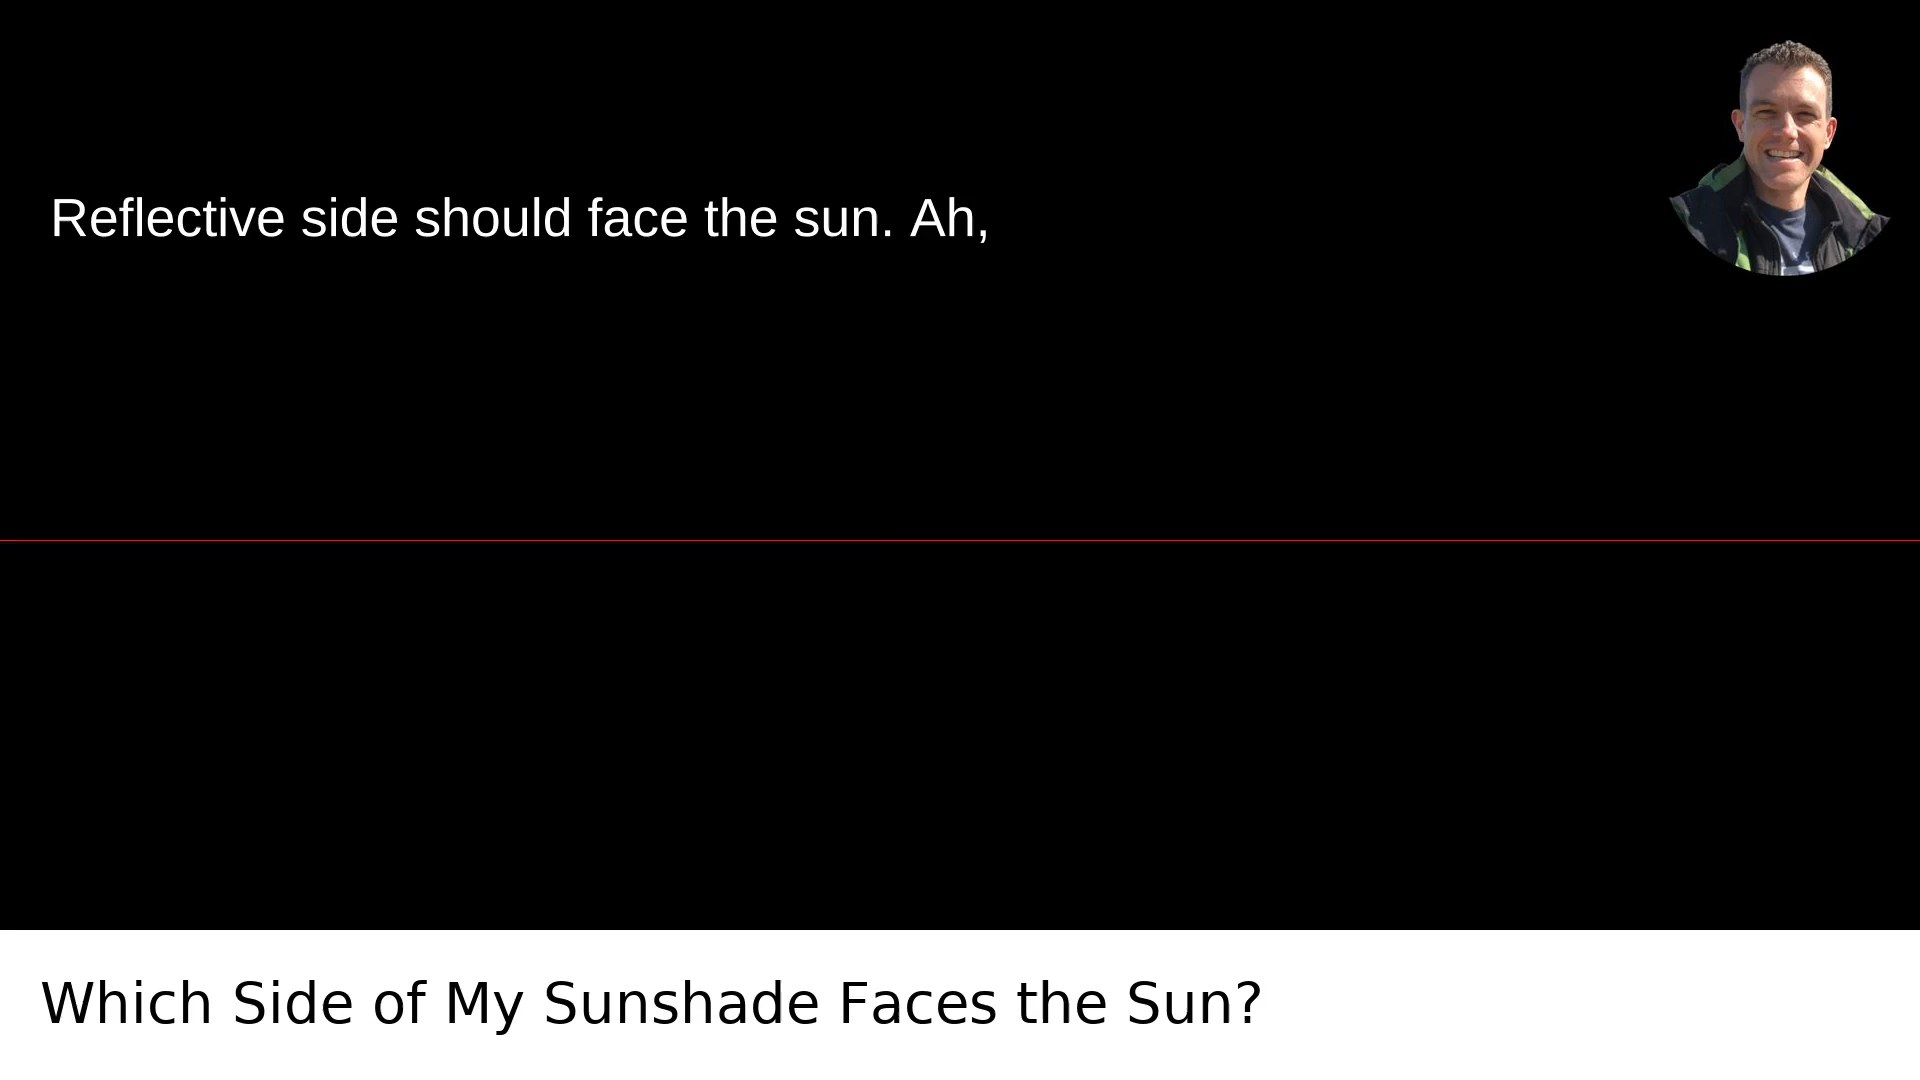 Reflective side should face the sun. Ah,
Which Side of My Sunshade Faces the Sun?